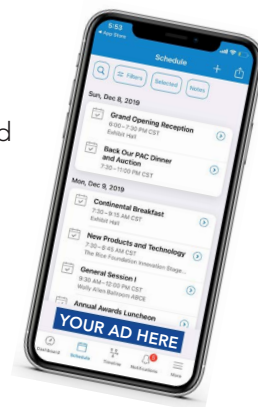 d
5:53
App Store
Schedule
Filters
Selected
Notes
Sun, Dec 8, 2019
Grand Opening Reception
6:00 - 7:30 PM CST
Exhibit Hall
Back Our PAC Dinner
and Auction
7:30 - 11:00 PM CST
Mon, Dec 9, 2019
Continental Breakfast
7:30 - 9:15 AM CST
Exhibit Hall
New Products and Technology
7:30 - 8:45 AM CST
The Rice Foundation Innovation Stage...
General Session I
9:30 AM - 12:00 PM CST
Wally Allen Ballroom ABCE
Annual Awards Luncheon
YOUR AD HERE
Dashboard
Schedule
Timeline
Notifications
More